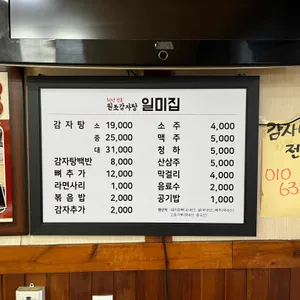 원조감자탕 일미집
감자탕 소 19,000
중 25,000
대 31,000
감자탕백반 8,000
뼈추가 12,000
라면사리 1,000
볶음밥 2,000
감자추가 2,000
소주 4,000
맥주 5,000
청하 5,000
산삼주 5,000
막걸리 4,000
음료수 2,000
공기밥 1,000
감자
전
010
63